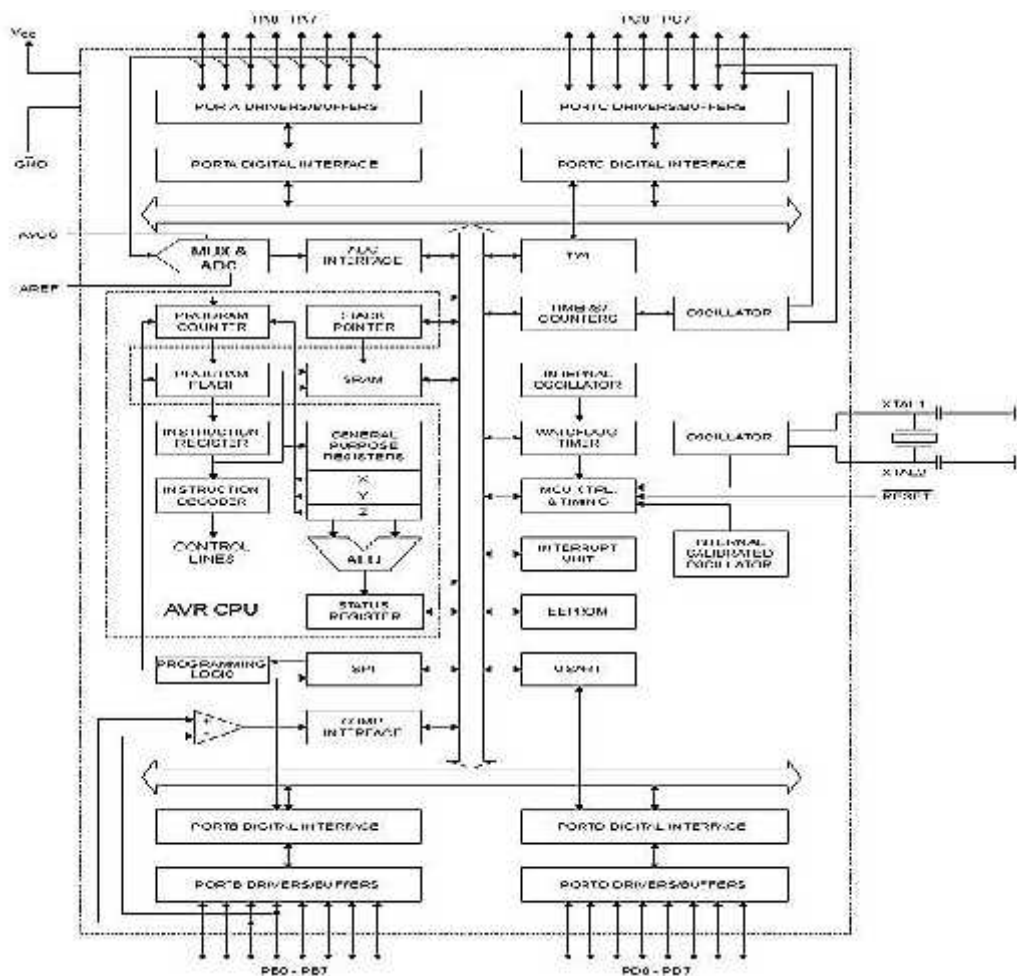 PA0 - PA7
PC0 - PC7
Vcc
PORTA DRIVERS/BUFFERS
PORTC DRIVERS/BUFFERS
GND
PORTA DIGITAL INTERFACE
PORTC DIGITAL INTERFACE
AVCC
MUX &
ADC
ADC
INTERFACE
TWI
AREF
PROGRAM
COUNTER
STACK
POINTER
TIMERS/
COUNTERS
OSCILLATOR
PROGRAM
FLASH
SRAM
INTERNAL
OSCILLATOR
XTAL1
INSTRUCTION
REGISTER
GENERAL
PURPOSE
REGISTERS
WATCHDOG
TIMER
OSCILLATOR
XTAL2
X
INSTRUCTION
DECODER
Y
MCU CTRL.
& TIMING
RESET
Z
CONTROL
LINES
ALU
INTERRUPT
UNIT
INTERNAL
CALIBRATED
OSCILLATOR
AVR CPU
STATUS
REGISTER
EEPROM
PROGRAMMING
LOGIC
SPI
USART
+
-
COMP.
INTERFACE
PORTB DIGITAL INTERFACE
PORTD DIGITAL INTERFACE
PORTB DRIVERS/BUFFERS
PORTD DRIVERS/BUFFERS
PB0 - PB7
PD0 - PD7